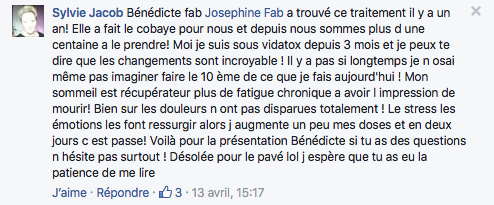 Sylvie Jacob Bénédicte fab Josephine Fab a trouvé ce traitement il y a un
an! Elle a fait le cobaye pour nous et depuis nous sommes plus d une
centaine a le prendre! Moi je suis sous vidatox depuis 3 mois et je peux te
dire que les changements sont incroyable ! Il y a pas si longtemps je n osai
même pas imaginer faire le 10 ème de ce que je fais aujourd'hui ! Mon
sommeil est récupérateur plus de fatigue chronique a avoir l impression de
mourir! Bien sur les douleurs n ont pas disparues totalement ! Le stress les
émotions les font ressurgir alors j augmente un peu mes doses et en deux
jours c est passe! Voilà pour la présentation Bénédicte si tu as des questions
n hésite pas surtout ! Désolée pour le pavé lol j espère que tu as eu la
patience de me lire
J'aime · Répondre · 3 · 13 avril, 15:17